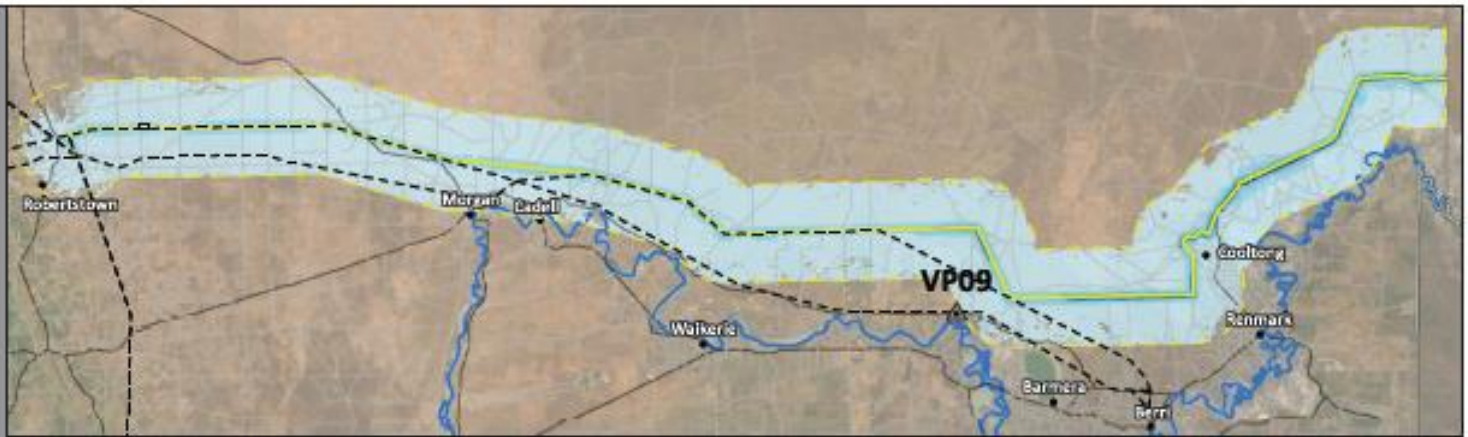 Robertstown
Morgan
Cadell
VP09
Cooltong
Waikerie
Renmark
Barmera
Berri